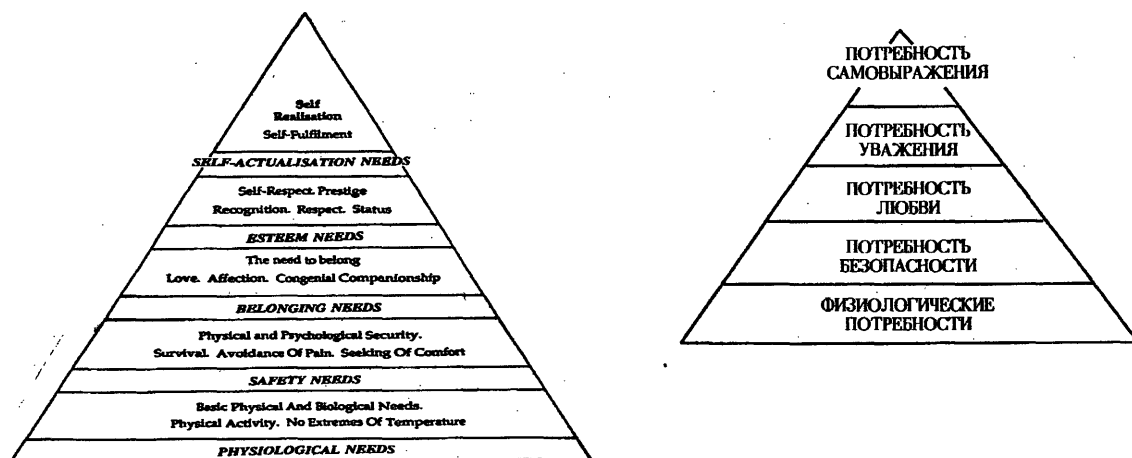 Self
Realisation
Self-Fulfilment
SELF-ACTUALISATION NEEDS
Self-Respect. Prestige
Recognition. Respect. Status
ESTEEM NEEDS
The need to belong
Love. Affection. Congenial Companionship
BELONGING NEEDS
Physical and Psychological Security.
Survival. Avoidance Of Pain. Seeking Of Comfort
SAFETY NEEDS
Basic Physical And Biological Needs.
Physical Activity. No Extremes Of Temperature
PHYSIOLOGICAL NEEDS
ПОТРЕБНОСТЬ
САМОВЫРАЖЕНИЯ
ПОТРЕБНОСТЬ
УВАЖЕНИЯ
ПОТРЕБНОСТЬ
ЛЮБВИ
ПОТРЕБНОСТЬ
БЕЗОПАСНОСТИ
ФИЗИОЛОГИЧЕСКИЕ
ПОТРЕБНОСТИ